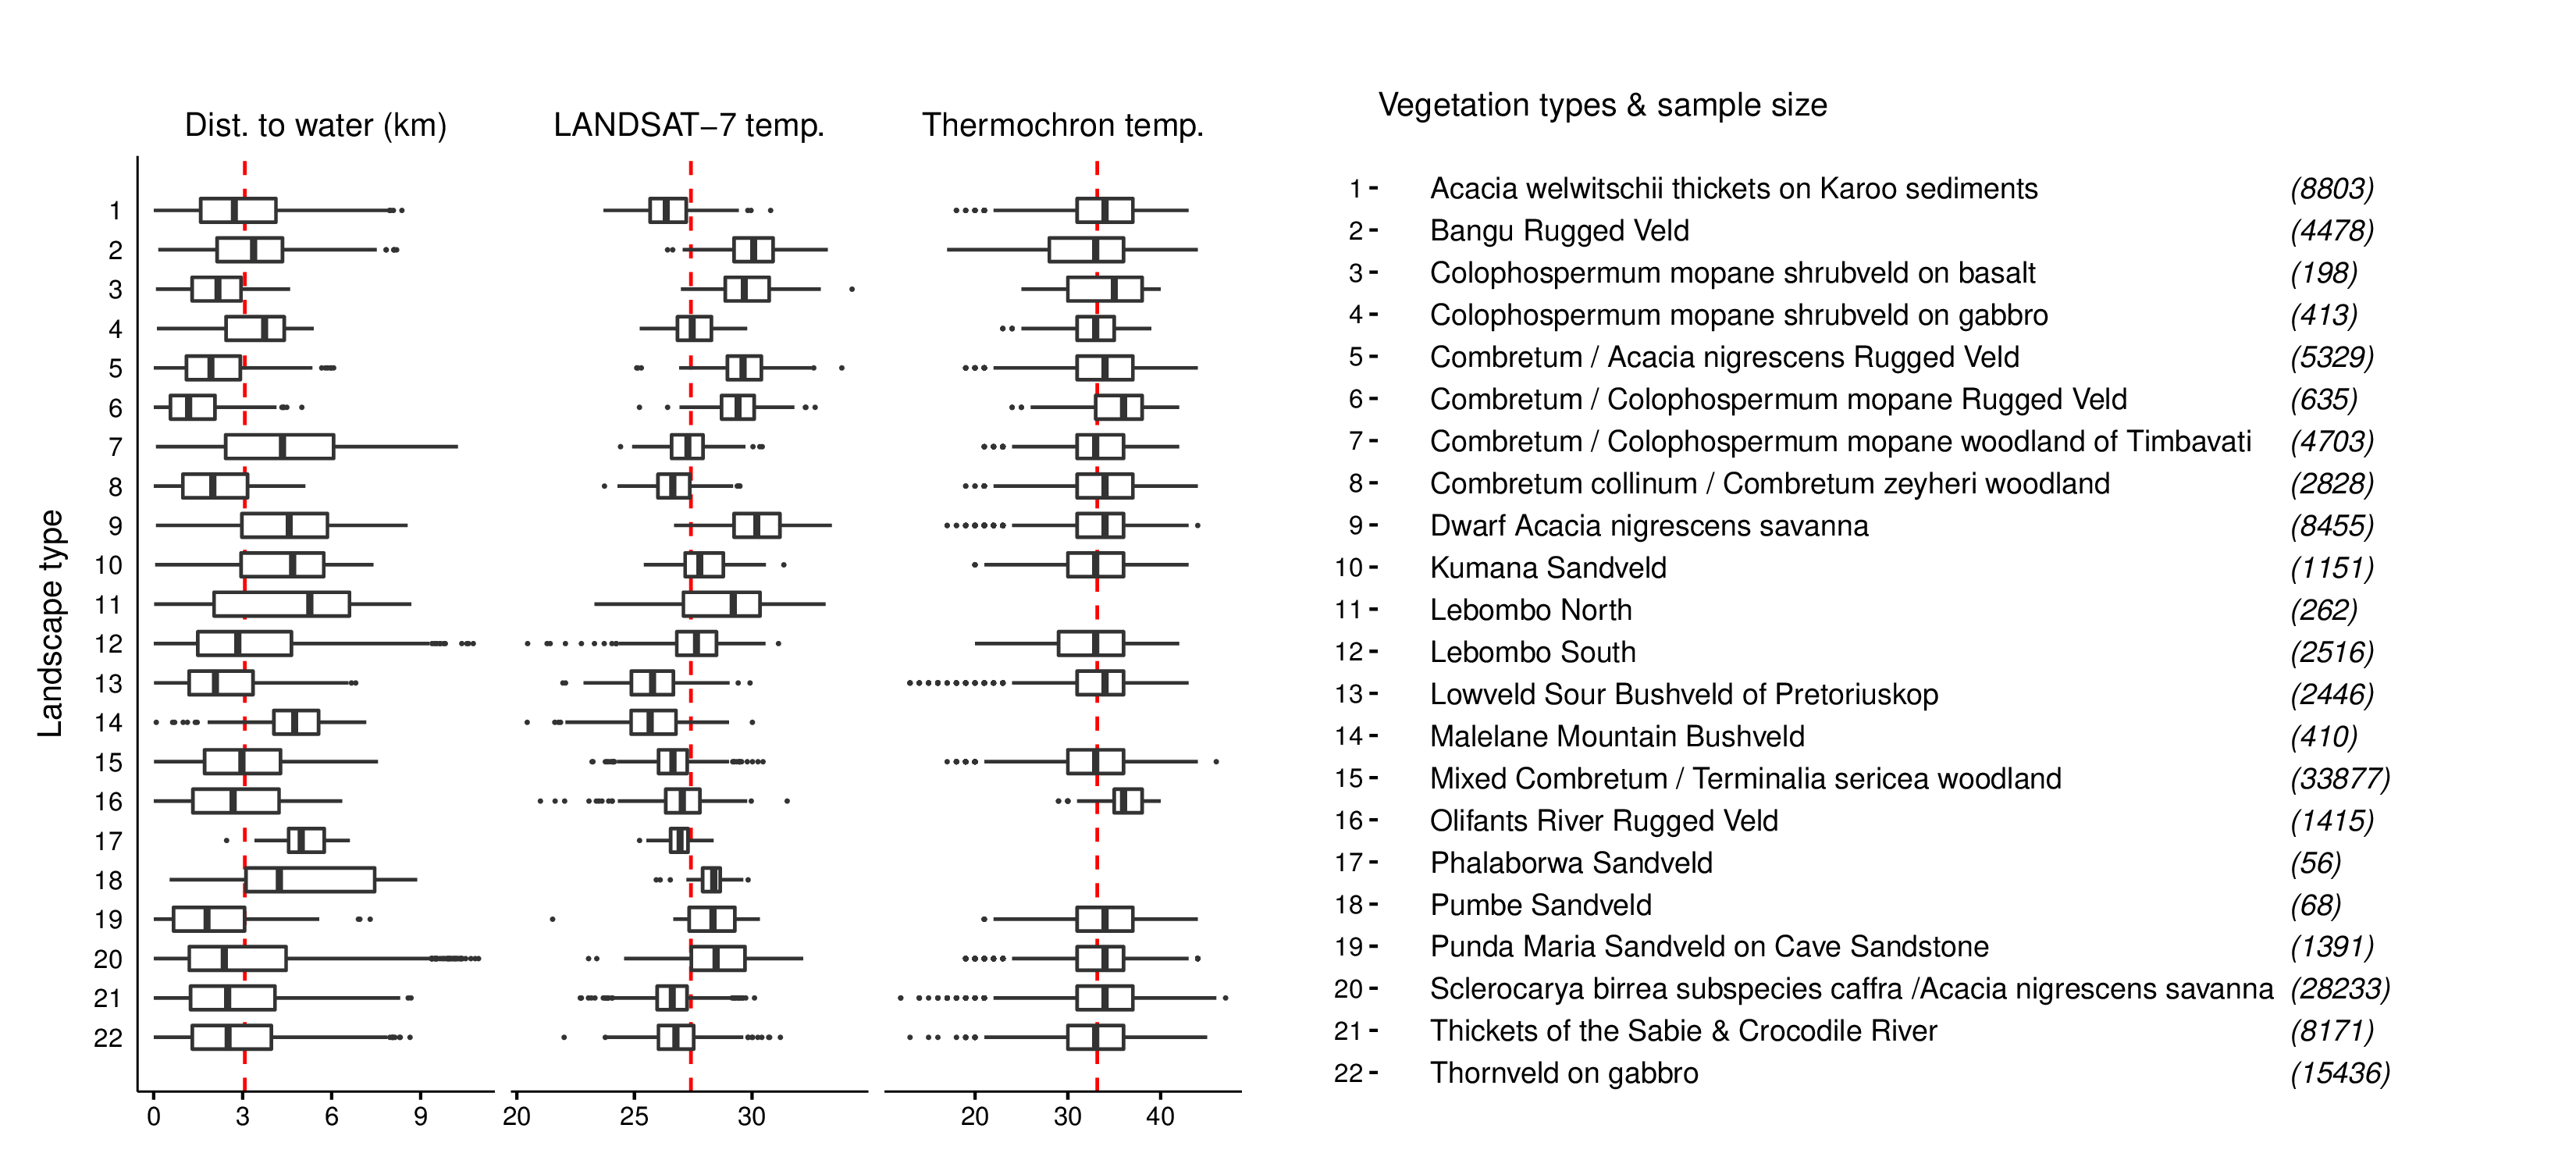 Dist. to water (km)
LANDSAT−7 temp.
Thermochron temp.
Vegetation types & sample size
Landscape type
1
2
3
4
5
6
7
8
9
10
11
12
13
14
15
16
17
18
19
20
21
22
0 3 6 9
20 25 30
20 30 40
1 - Acacia welwitschii thickets on Karoo sediments (8803)
2 - Bangu Rugged Veld (4478)
3 - Colophospermum mopane shrubveld on basalt (198)
4 - Colophospermum mopane shrubveld on gabbro (413)
5 - Combretum / Acacia nigrescens Rugged Veld (5329)
6 - Combretum / Colophospermum mopane Rugged Veld (635)
7 - Combretum / Colophospermum mopane woodland of Timbavati (4703)
8 - Combretum collinum / Combretum zeyheri woodland (2828)
9 - Dwarf Acacia nigrescens savanna (8455)
10 - Kumana Sandveld (1151)
11 - Lebombo North (262)
12 - Lebombo South (2516)
13 - Lowveld Sour Bushveld of Pretoriuskop (2446)
14 - Malelane Mountain Bushveld (410)
15 - Mixed Combretum / Terminalia sericea woodland (33877)
16 - Olifants River Rugged Veld (1415)
17 - Phalaborwa Sandveld (56)
18 - Pumbe Sandveld (68)
19 - Punda Maria Sandveld on Cave Sandstone (1391)
20 - Sclerocarya birrea subspecies caffra /Acacia nigrescens savanna (28233)
21 - Thickets of the Sabie & Crocodile River (8171)
22 - Thornveld on gabbro (15436)